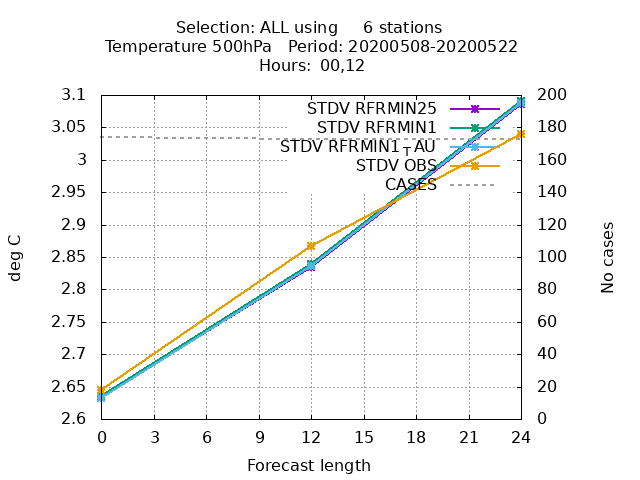 Selection: ALL using     6 stations
Temperature 500hPa   Period: 20200508-20200522
Hours: 00,12
STDV RFRMIN25
STDV RFRMIN1
STDV RFRMIN1┬AU
STDV OBS
CASES
3.1
3.05
3
2.95
2.9
2.85
2.8
2.75
2.7
2.65
2.6
200
180
160
140
120
100
80
60
40
20
0
0 3 6 9 12 15 18 21 24
deg C
No cases
Forecast length